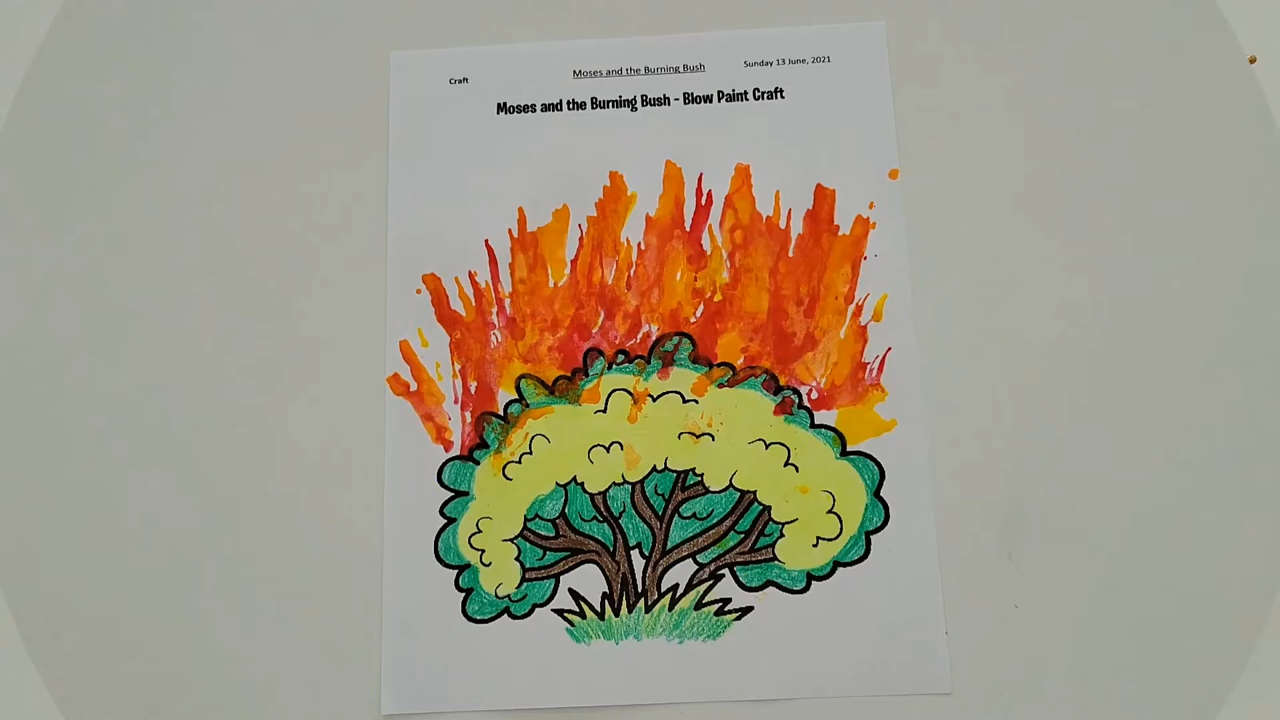 Craft
Moses and the Burning Bush
Sunday 13 June, 2021
Moses and the Burning Bush - Blow Paint Craft